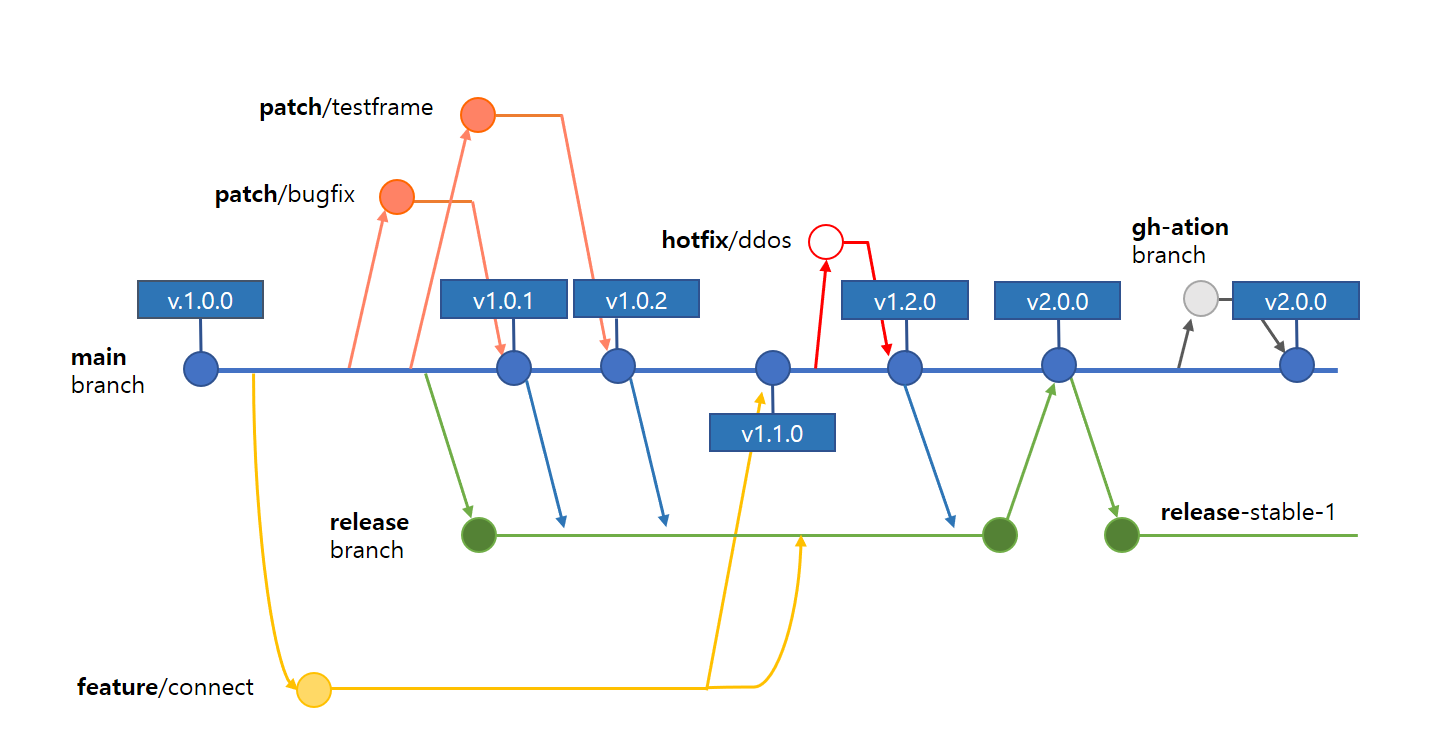 patch/testframe
patch/bugfix
hotfix/ddos
gh-ation
branch
v.1.0.0
v1.0.1
v1.0.2
v1.2.0
v2.0.0
v2.0.0
main
branch
v1.1.0
release
branch
release-stable-1
feature/connect